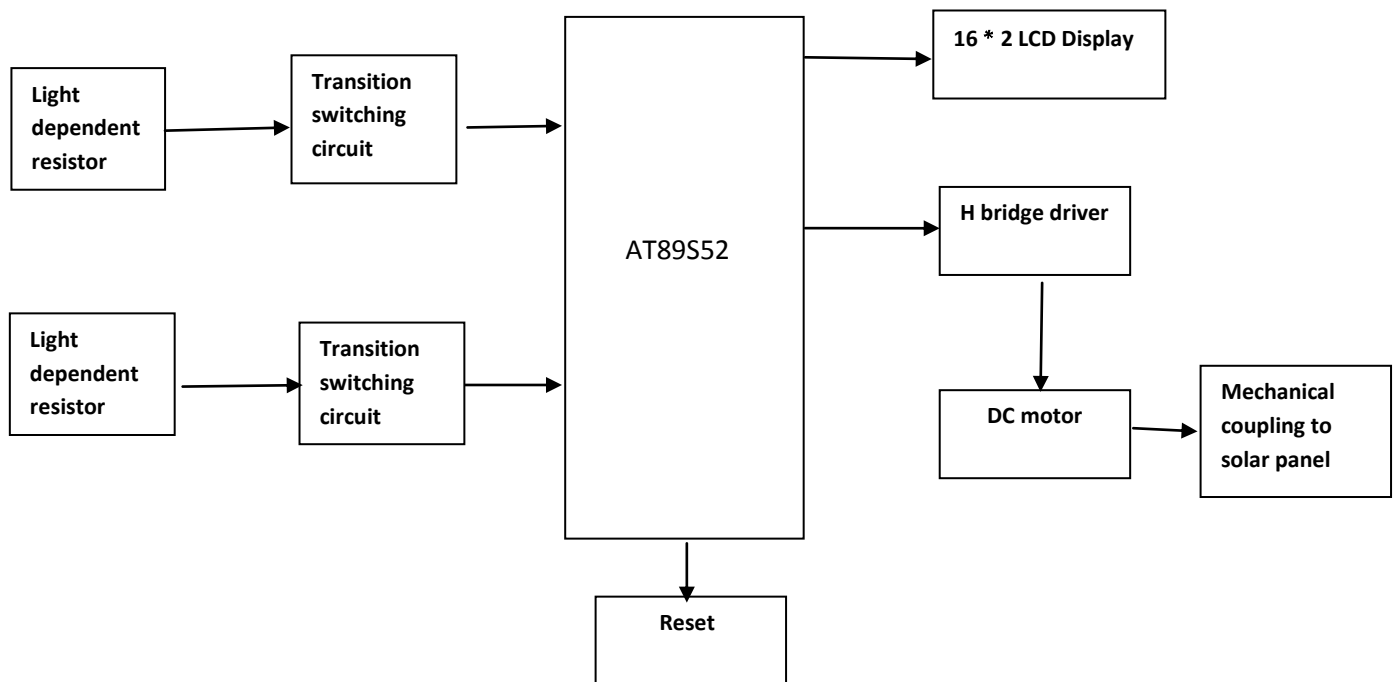 Light
dependent
resistor
Transition
switching
circuit
Light
dependent
resistor
Transition
switching
circuit
AT89S52
16 * 2 LCD Display
H bridge driver
DC motor
Mechanical
coupling to
solar panel
Reset